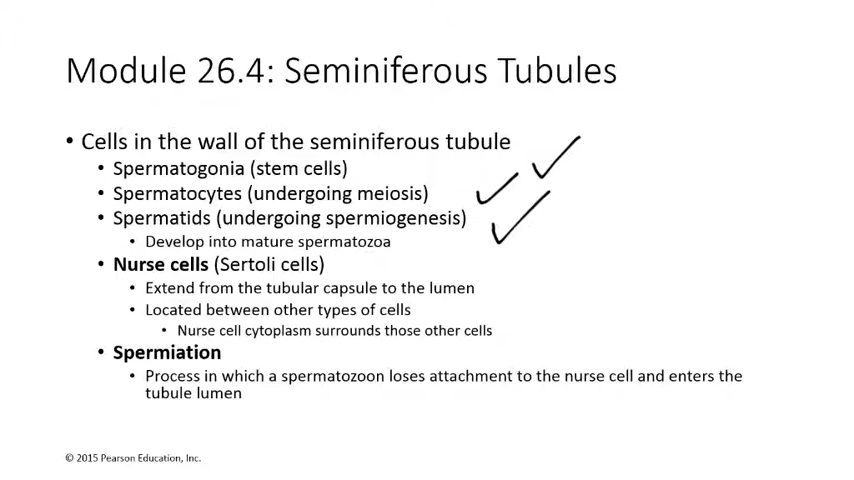 Module 26.4: Seminiferous Tubules
• Cells in the wall of the seminiferous tubule
• Spermatogonia (stem cells)
• Spermatocytes (undergoing meiosis)
• Spermatids (undergoing spermiogenesis)
• Develop into mature spermatozoa
• Nurse cells (Sertoli cells)
• Extend from the tubular capsule to the lumen
• Located between other types of cells
• Nurse cell cytoplasm surrounds those other cells
• Spermiation
• Process in which a spermatozoon loses attachment to the nurse cell and enters the
tubule lumen
© 2015 Pearson Education, Inc.